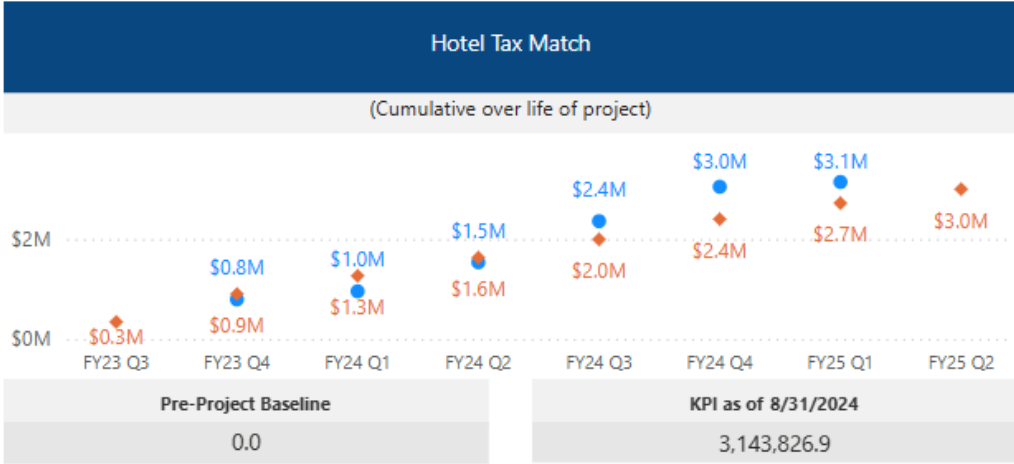 Hotel Tax Match
(Cumulative over life of project)
$3.0M $3.1M
$2.4M
$1.5M $3.0M
$2M $2.7M
$0.8M $1.0M $2.4M
$2.0M
$1.6M
$1.3M
$0.9M
$0M $0.3M
FY23 Q3 FY23 Q4 FY24 Q1 FY24 Q2 FY24 Q3 FY24 Q4 FY25 Q1 FY25 Q2
Pre-Project Baseline KPI as of 8/31/2024
0.0 3,143,826.9